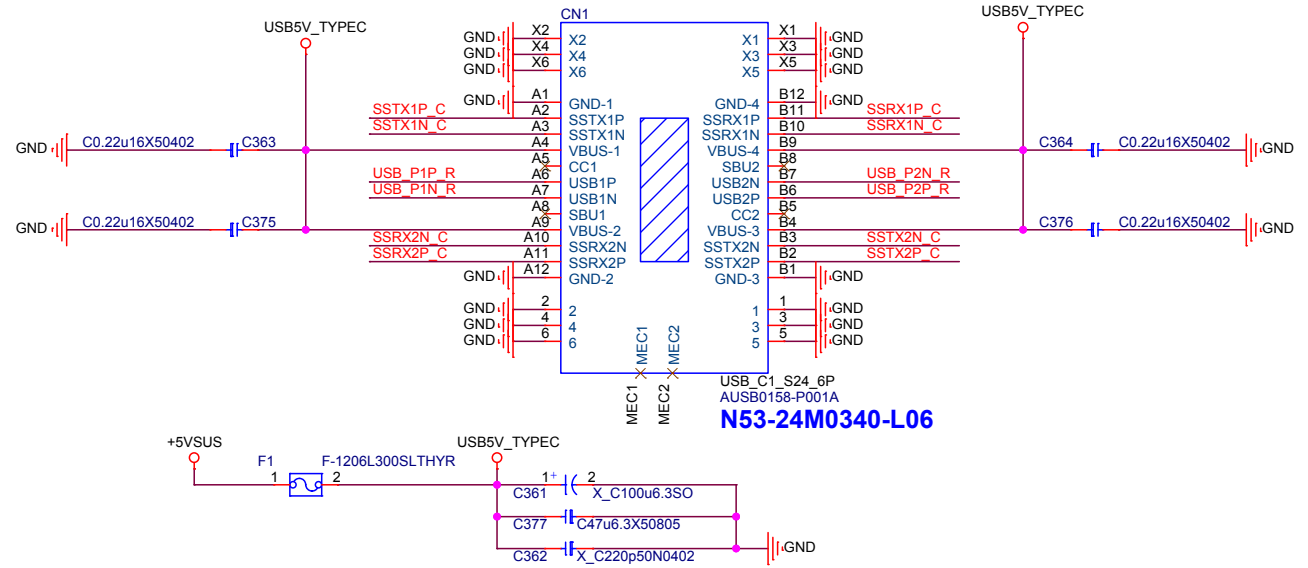 CN1
USB5V_TYPEC
USB5V_TYPEC
GND X2 X2 X1 X1 GND
GND X4 X4 X3 X3 GND
GND X6 X6 X5 X5 GND
GND A1 GND-1 GND-4 B12 GND
SSTX1P_C A2 SSTX1P SSRX1P B11 SSRX1P_C
SSTX1N_C A3 SSTX1N SSRX1N B10 SSRX1N_C
GND C0.22u16X50402 C363 A4 VBUS-1 VBUS-4 B9 C364 C0.22u16X50402 GND
A5 CC1 SBU2 B8
USB_P1P_R A6 USB1P USB2N B7 USB_P2N_R
USB_P1N_R A7 USB1N USB2P B6 USB_P2P_R
A8 SBU1 CC2 B5
GND C0.22u16X50402 C375 A9 VBUS-2 VBUS-3 B4 C376 C0.22u16X50402 GND
SSRX2N_C A10 SSRX2N SSTX2N B3 SSTX2N_C
SSRX2P_C A11 SSRX2P SSTX2P B2 SSTX2P_C
GND A12 GND-2 GND-3 B1 GND
GND 2 2 1 1 GND
GND 4 4 3 3 GND
GND 6 6 5 5 GND
MEC1 MEC2
MEC1 MEC2
USB_C1_S24_6P
AUSB0158-P001A
N53-24M0340-L06
+5VSUS
USB5V_TYPEC
F1 F-1206L300SLTHYR
1 2
1 + 2
C361 X_C100u6.3SO
C377 C47u6.3X50805
C362 X_C220p50N0402
GND